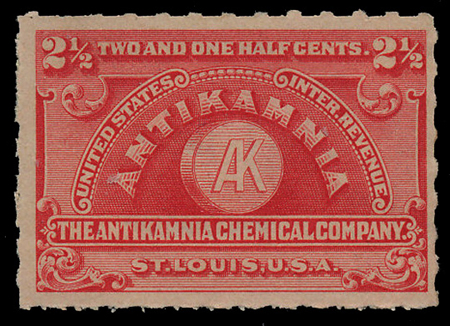 2½ TWO AND ONE HALF CENTS. 2½
UNITED STATES INTER. REVENUE
ANTIKAMNIA
AK
THE ANTIKAMNIA CHEMICAL COMPANY.
ST. LOUIS, U.S.A.